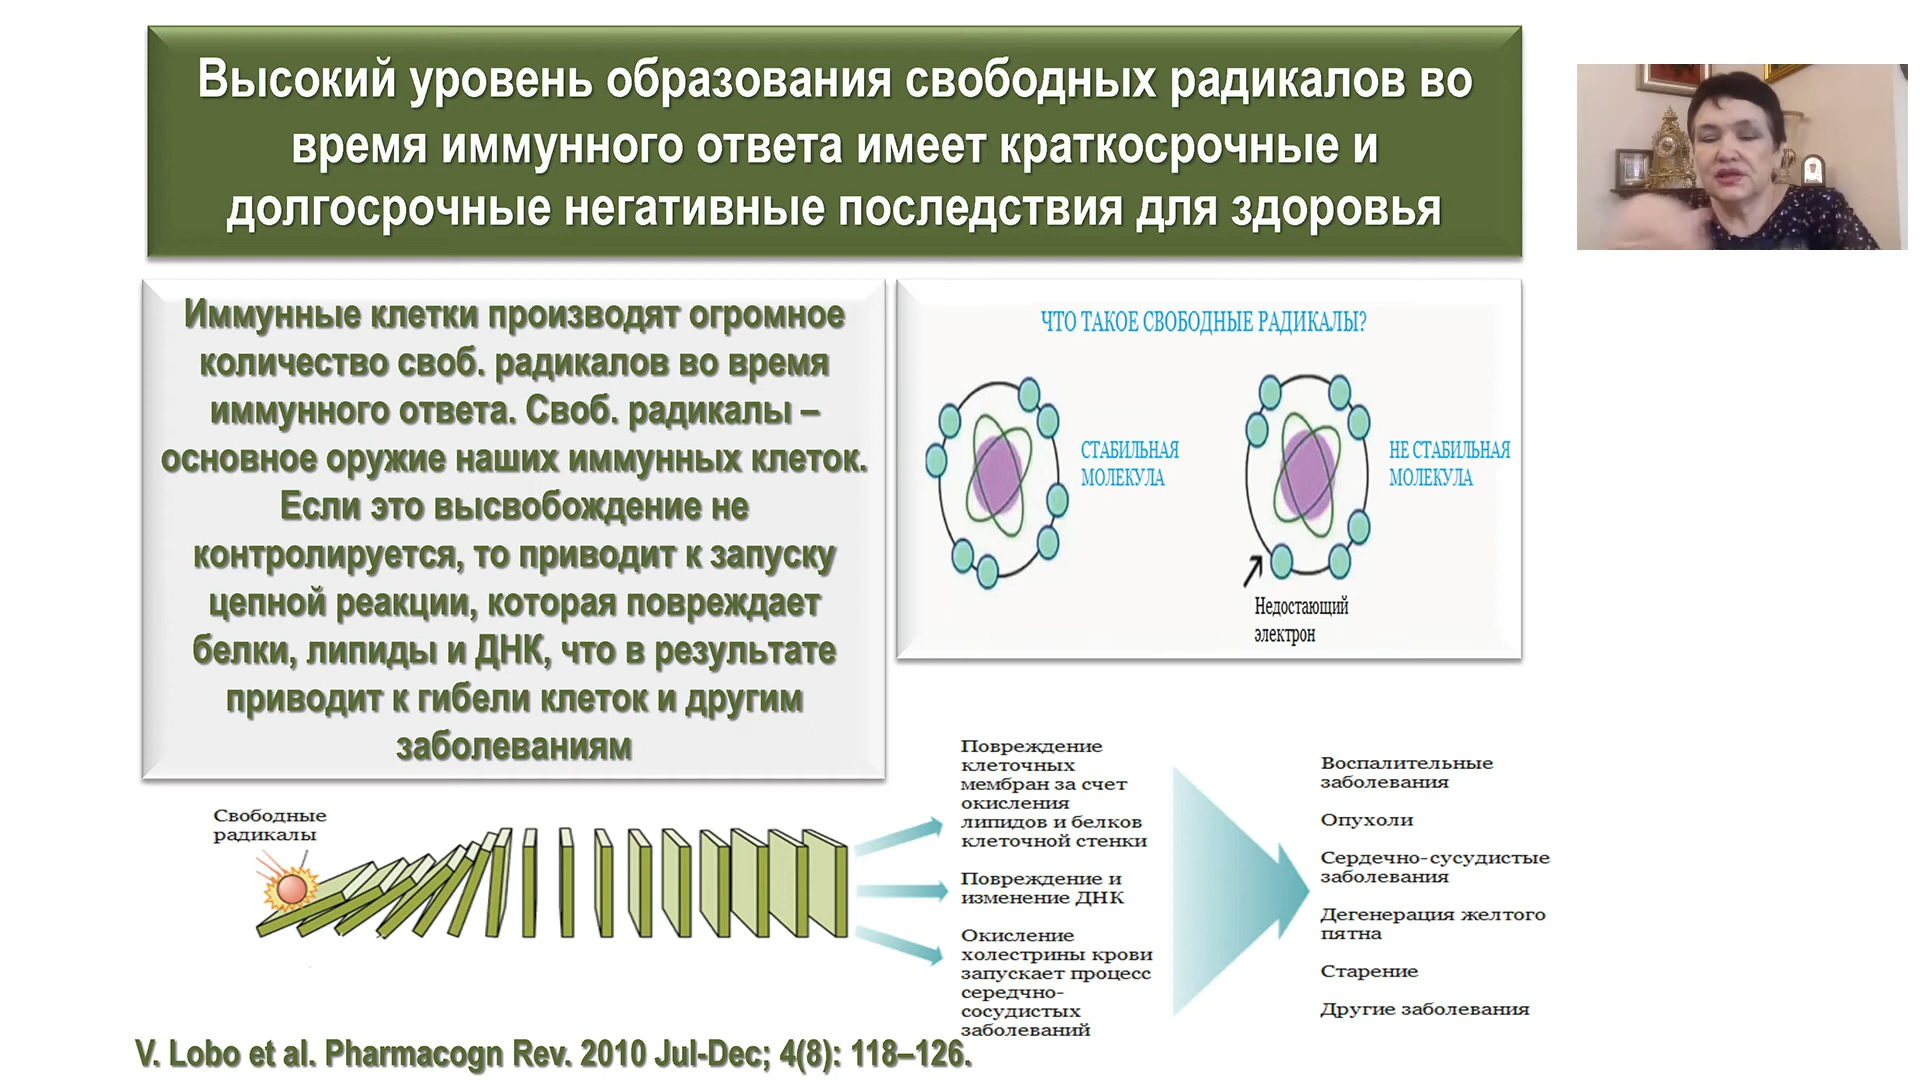 Высокий уровень образования свободных радикалов во
время иммунного ответа имеет краткосрочные и
долгосрочные негативные последствия для здоровья
Иммунные клетки производят огромное
количество своб. радикалов во время
иммунного ответа. Своб. радикалы –
основное оружие наших иммунных клеток.
Если это высвобождение не
контролируется, то приводит к запуску
цепной реакции, которая повреждает
белки, липиды и ДНК, что в результате
приводит к гибели клеток и другим
заболеваниям
ЧТО ТАКОЕ СВОБОДНЫЕ РАДИКАЛЫ?
СТАБИЛЬНАЯ
МОЛЕКУЛА
НЕ СТАБИЛЬНАЯ
МОЛЕКУЛА
Недостающий
электрон
Свободные
радикалы
Повреждение
клеточных
мембран за счет
окисления
липидов и белков
клеточной стенки
Повреждение и
изменение ДНК
Окисление
холестрины крови
запускает процесс
середчно-
сосудистых
заболеваний
Воспалительные
заболевания
Опухоли
Сердечно-сусудистые
заболевания
Дегенерация желтого
пятна
Старение
Другие заболевания
V. Lobo et al. Pharmacogn Rev. 2010 Jul-Dec; 4(8): 118–126.